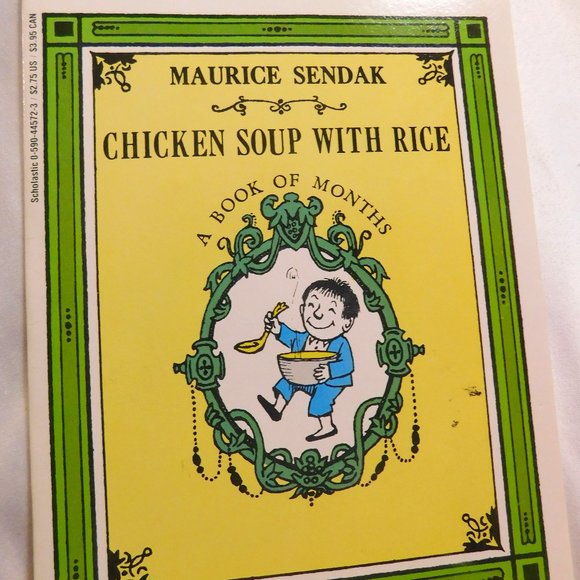 Scholastic 0-590-44572-3 / $2.75 US / $3.95 CAN
MAURICE SENDAK
CHICKEN SOUP WITH RICE
A BOOK OF MONTHS